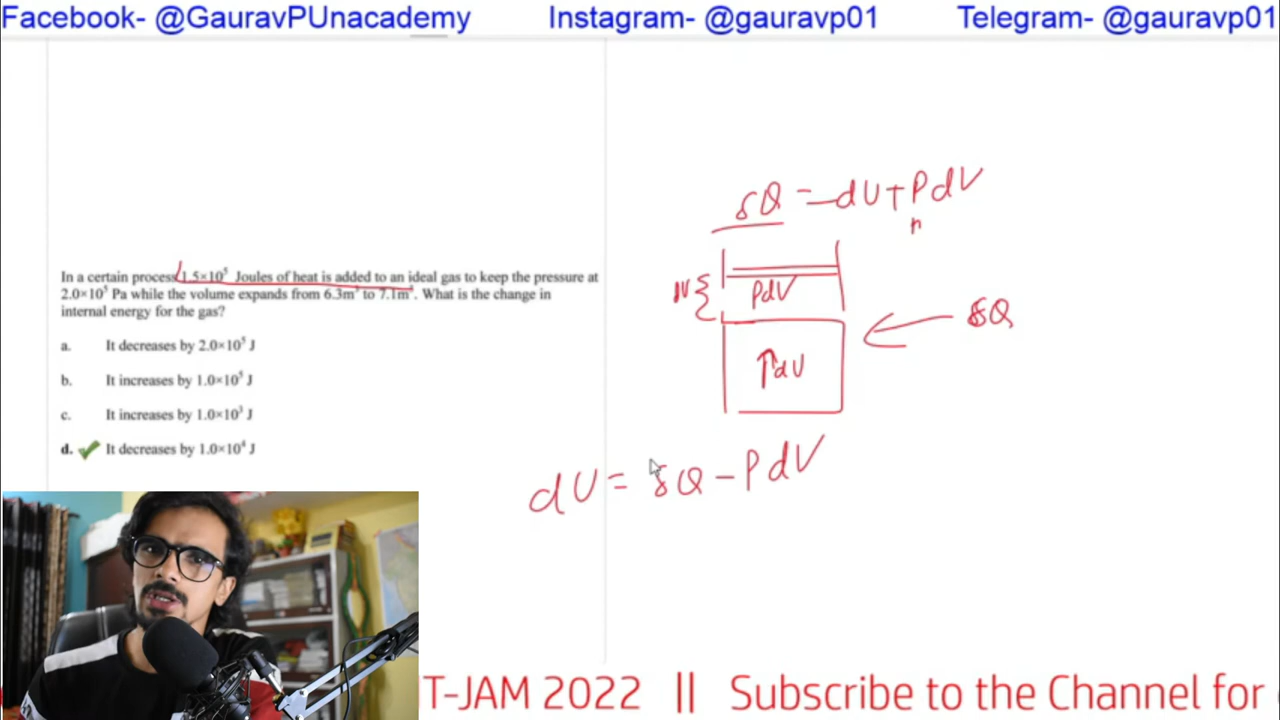 Facebook- @GauravPUnacademy Instagram- @gauravp01 Telegram- @gauravp01
In a certain process 1.5×10⁵ Joules of heat is added to an ideal gas to keep the pressure at
2.0×10⁵ Pa while the volume expands from 6.3m³ to 7.1m³. What is the change in
internal energy for the gas?
a. It decreases by 2.0×10⁵ J
b. It increases by 1.0×10⁵ J
c. It increases by 1.0×10³ J
d. It decreases by 1.0×10⁴ J
δQ = dU + PdV
PdV
δQ
↑dU
dU = δQ - PdV
T-JAM 2022 || Subscribe to the Channel for